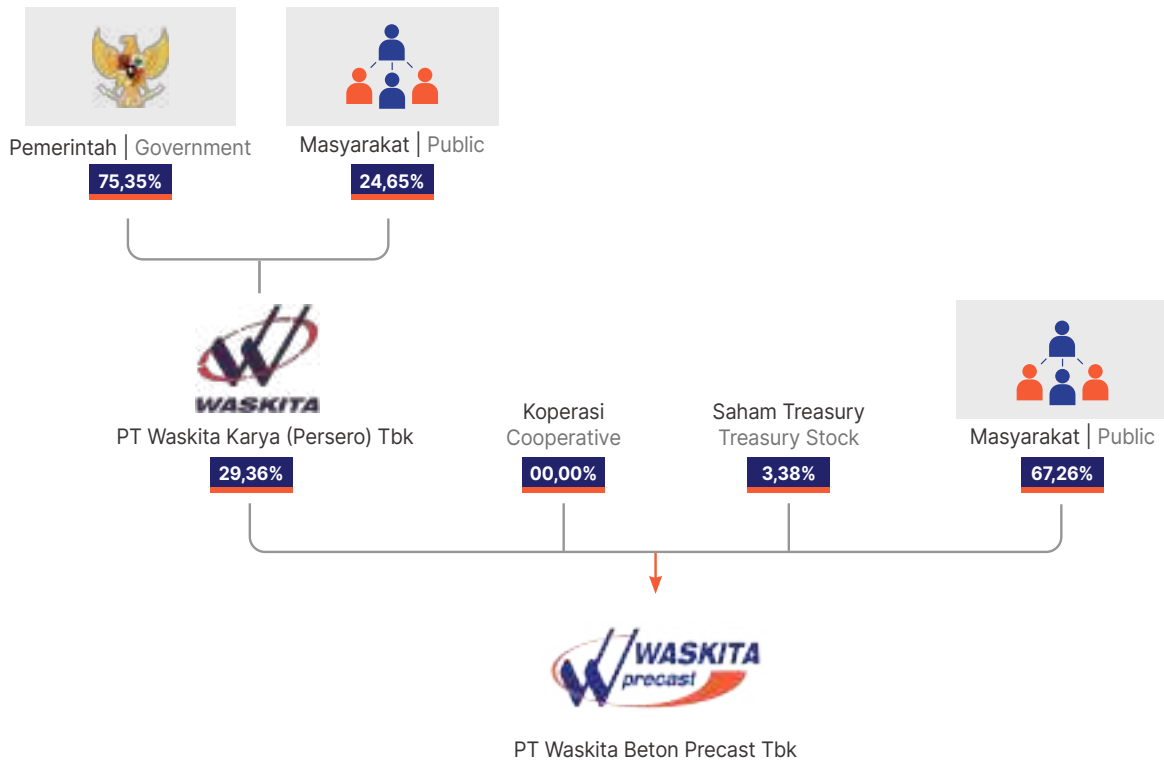 Pemerintah | Government
75,35%
Masyarakat | Public
24,65%
WASKITA
PT Waskita Karya (Persero) Tbk
29,36%
Koperasi
Cooperative
00,00%
Saham Treasury
Treasury Stock
3,38%
Masyarakat | Public
67,26%
WASKITA
precast
PT Waskita Beton Precast Tbk